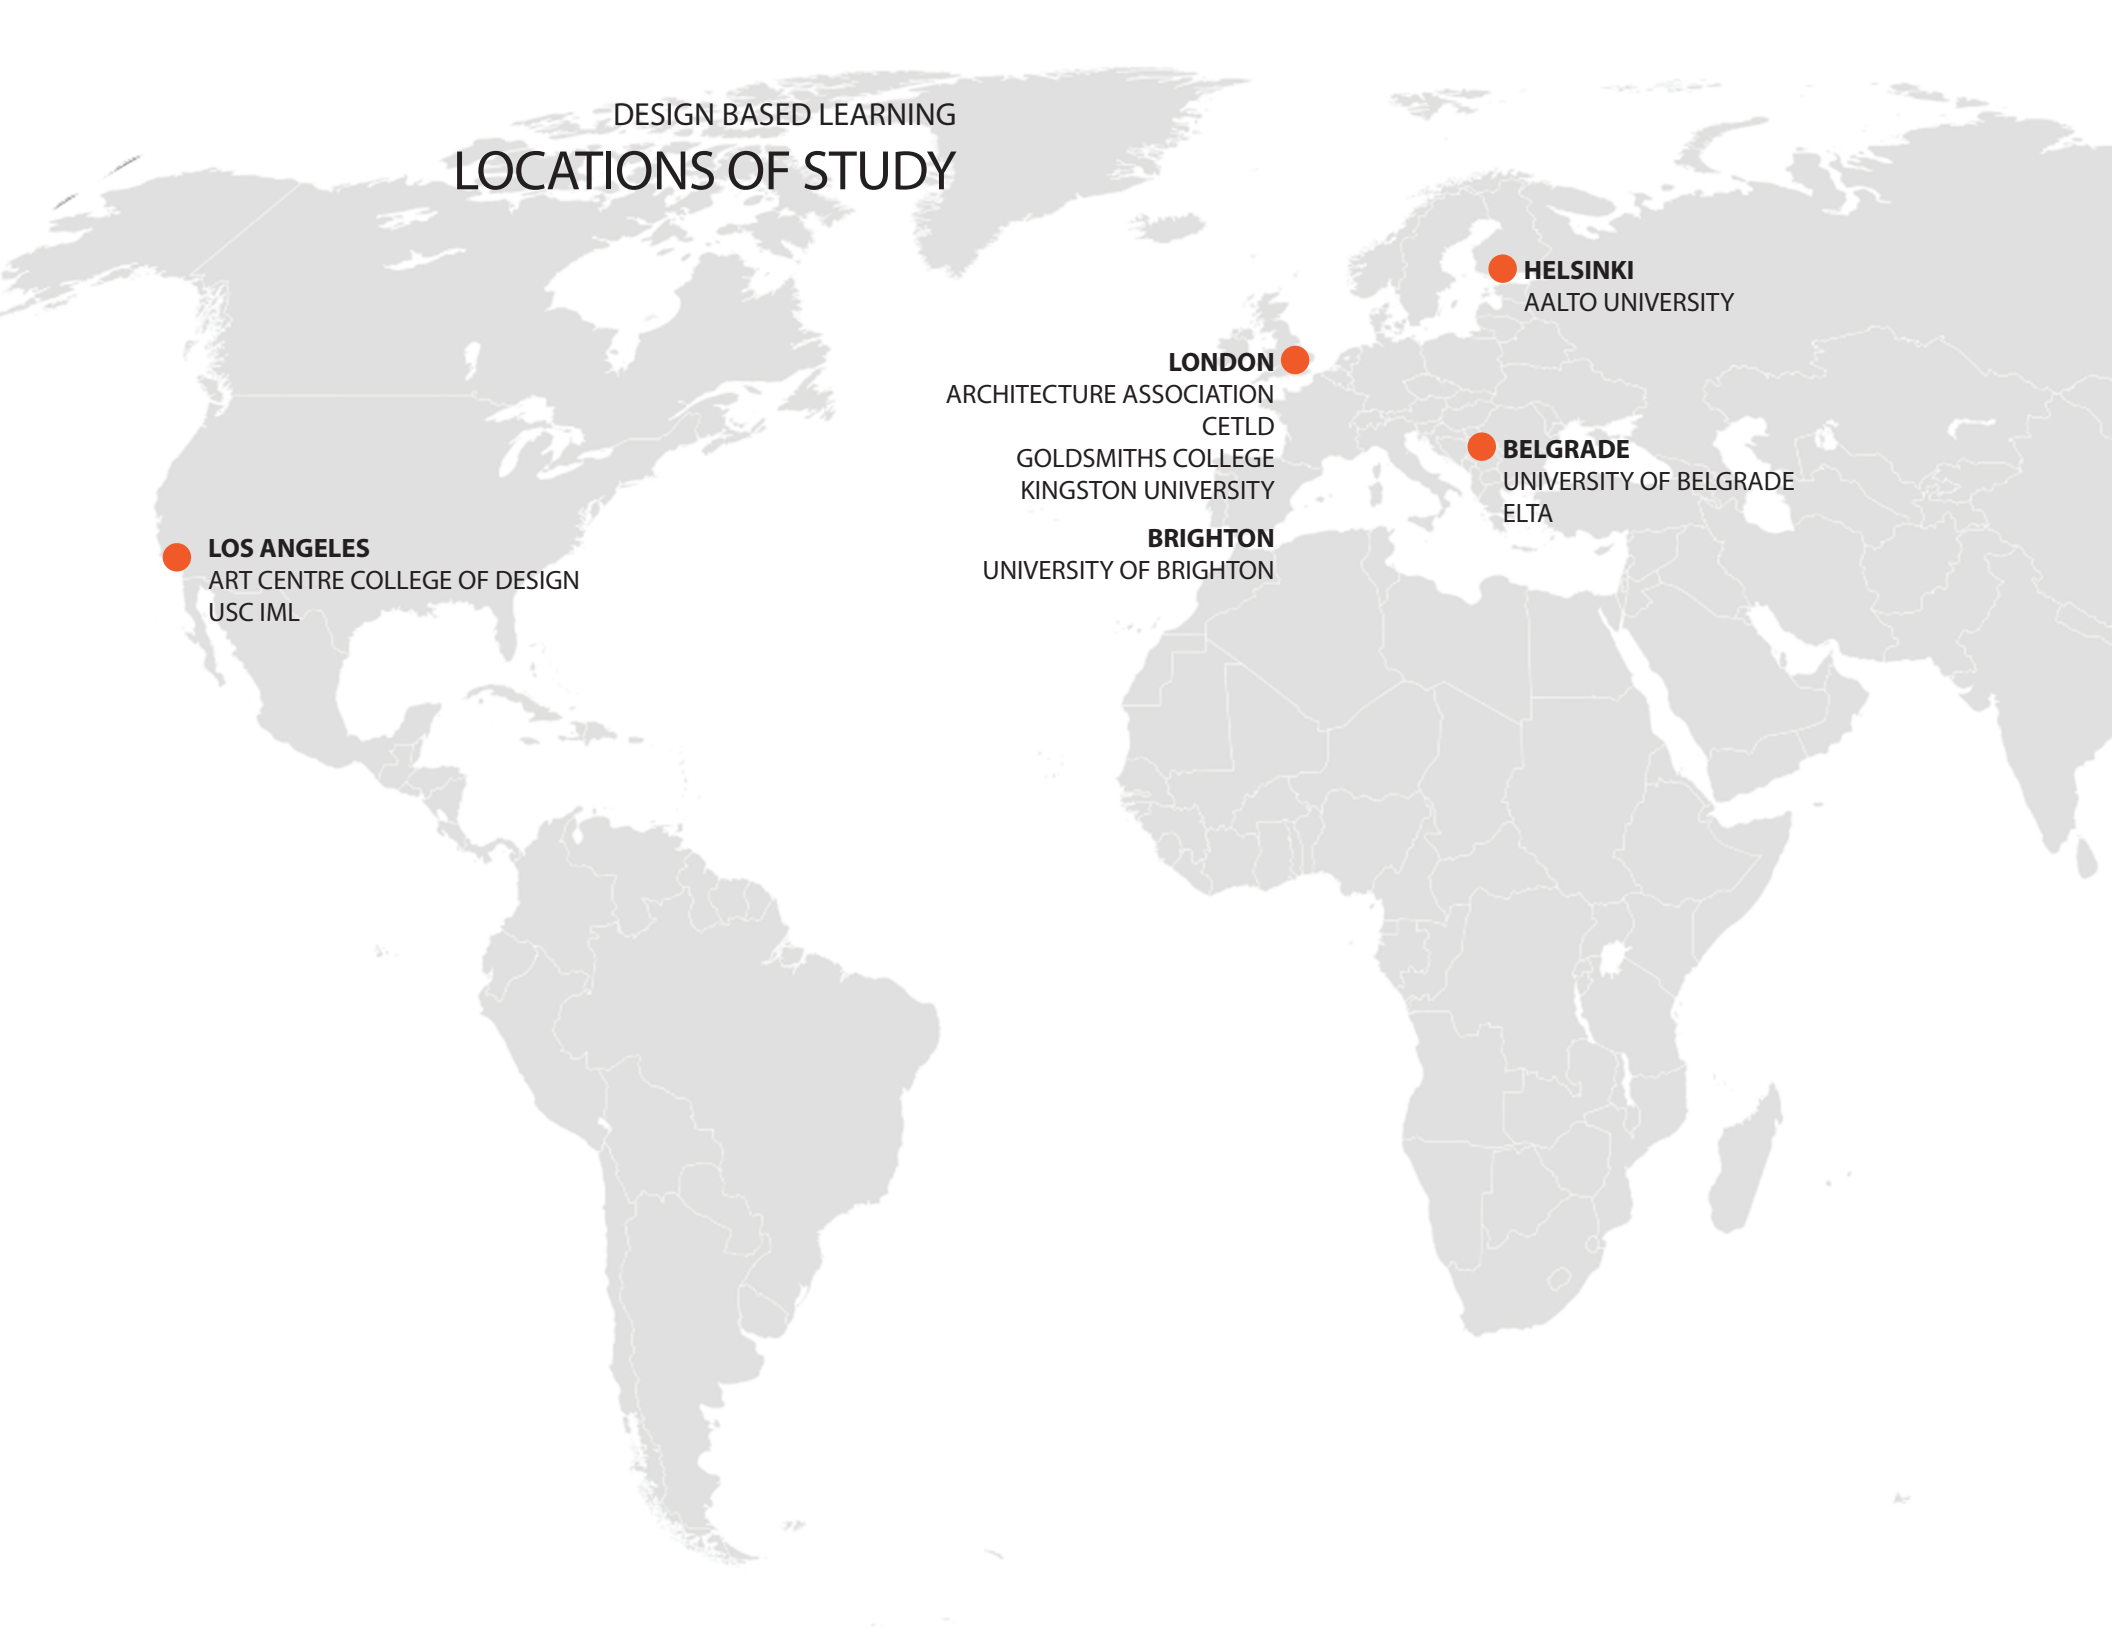 DESIGN BASED LEARNING
LOCATIONS OF STUDY
HELSINKI
AALTO UNIVERSITY
LONDON
ARCHITECTURE ASSOCIATION
CETLD
GOLDSMITHS COLLEGE
KINGSTON UNIVERSITY
BRIGHTON
UNIVERSITY OF BRIGHTON
BELGRADE
UNIVERSITY OF BELGRADE
ELTA
LOS ANGELES
ART CENTRE COLLEGE OF DESIGN
USC IML